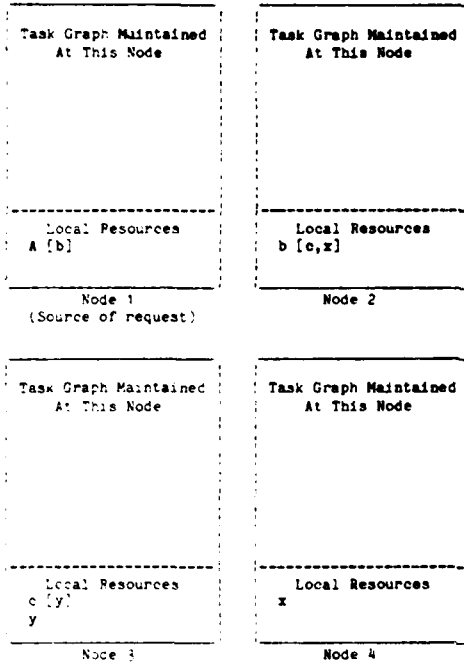 Task Graph Maintained
At This Node
Local Resources
A [b]
Node 1
(Source of request)
Task Graph Maintained
At This Node
Local Resources
b [c,x]
Node 2
Task Graph Maintained
At This Node
Local Resources
c [y]
y
Node 3
Task Graph Maintained
At This Node
Local Resources
x
Node 4